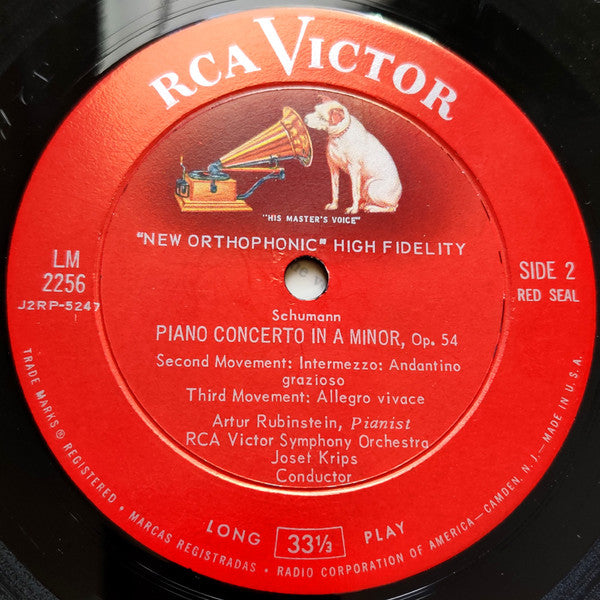 RCA VICTOR
"HIS MASTER'S VOICE"
"NEW ORTHOPHONIC" HIGH FIDELITY
LM
2256
J2RP-5247
SIDE 2
RED SEAL
Schumann
PIANO CONCERTO IN A MINOR, Op. 54
Second Movement: Intermezzo: Andantino
grazioso
Third Movement: Allegro vivace
Artur Rubinstein, Pianist
RCA Victor Symphony Orchestra
Josef Krips
Conductor
LONG 33⅓ PLAY
TRADE MARKS ® REGISTERED • MARCAS REGISTRADAS • RADIO CORPORATION OF AMERICA—CAMDEN, N. J.—MADE IN U.S.A.